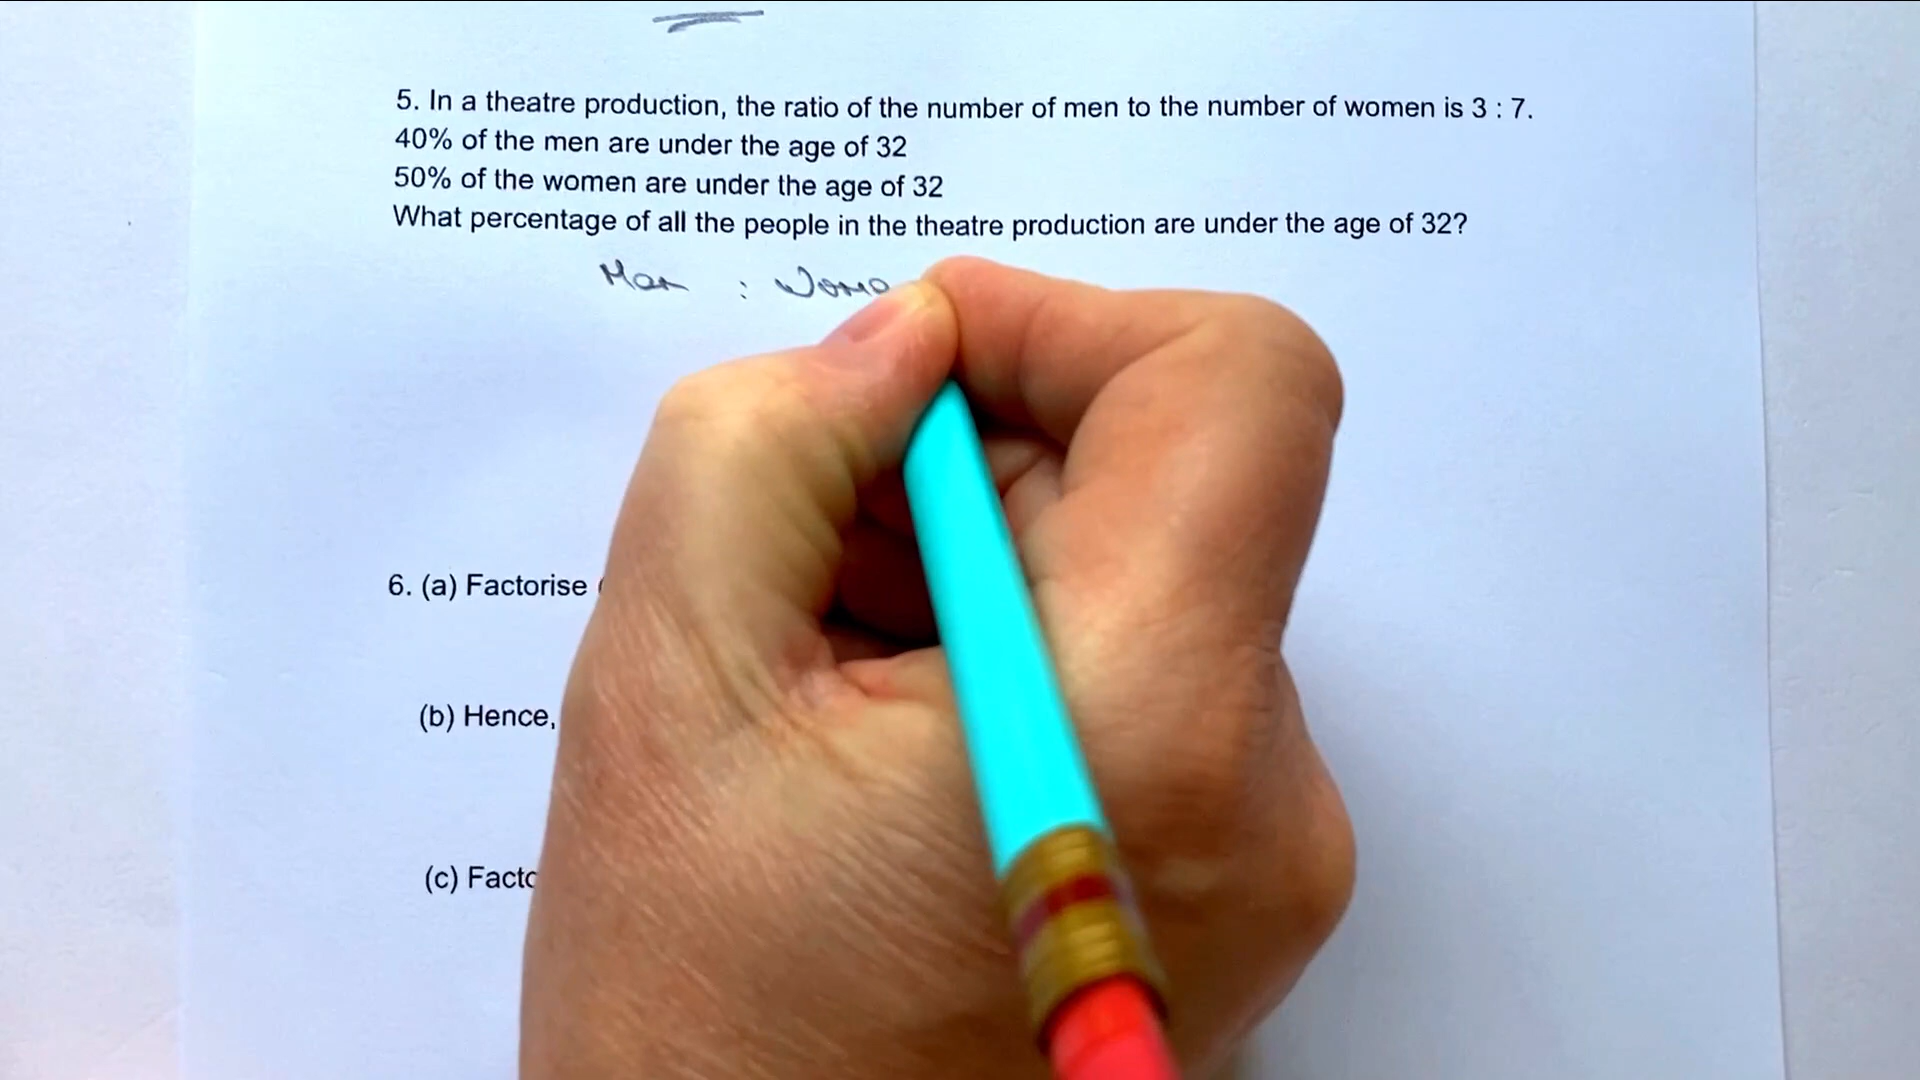 5. In a theatre production, the ratio of the number of men to the number of women is 3 : 7.
40% of the men are under the age of 32
50% of the women are under the age of 32
What percentage of all the people in the theatre production are under the age of 32?
Men : Wome
6. (a) Factorise
(b) Hence,
(c) Facto